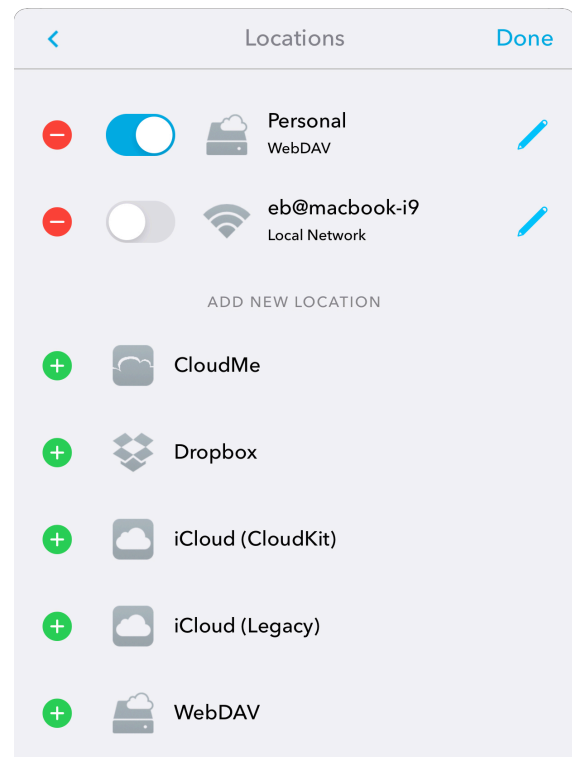 Locations
Done
Personal
WebDAV
eb@macbook-i9
Local Network
ADD NEW LOCATION
CloudMe
Dropbox
iCloud (CloudKit)
iCloud (Legacy)
WebDAV